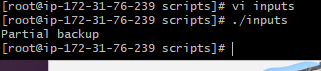 [root@ip-172-31-76-239 scripts]# vi inputs
[root@ip-172-31-76-239 scripts]# ./inputs
Partial backup
[root@ip-172-31-76-239 scripts]#